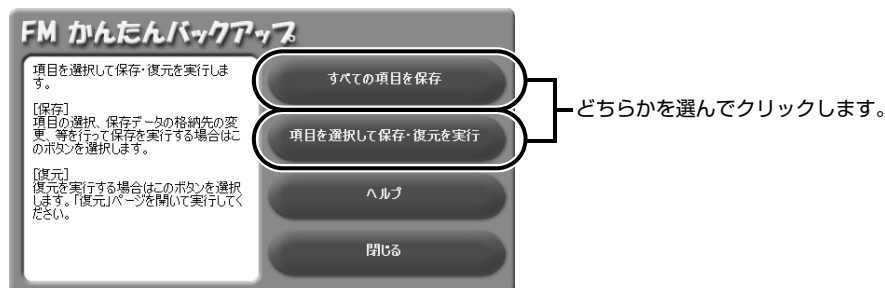 FM かんたんバックアップ
項目を選択して保存・復元を実行しま
す。
[保存]
項目の選択、保存データの格納先の変
更、等を行って保存を実行する場合はこ
のボタンを選択します。
[復元]
復元を実行する場合はこのボタンを選択
します。「復元」ページを開いて実行してく
ださい。
すべての項目を保存
項目を選択して保存・復元を実行
ヘルプ
閉じる
どちらかを選んでクリックします。